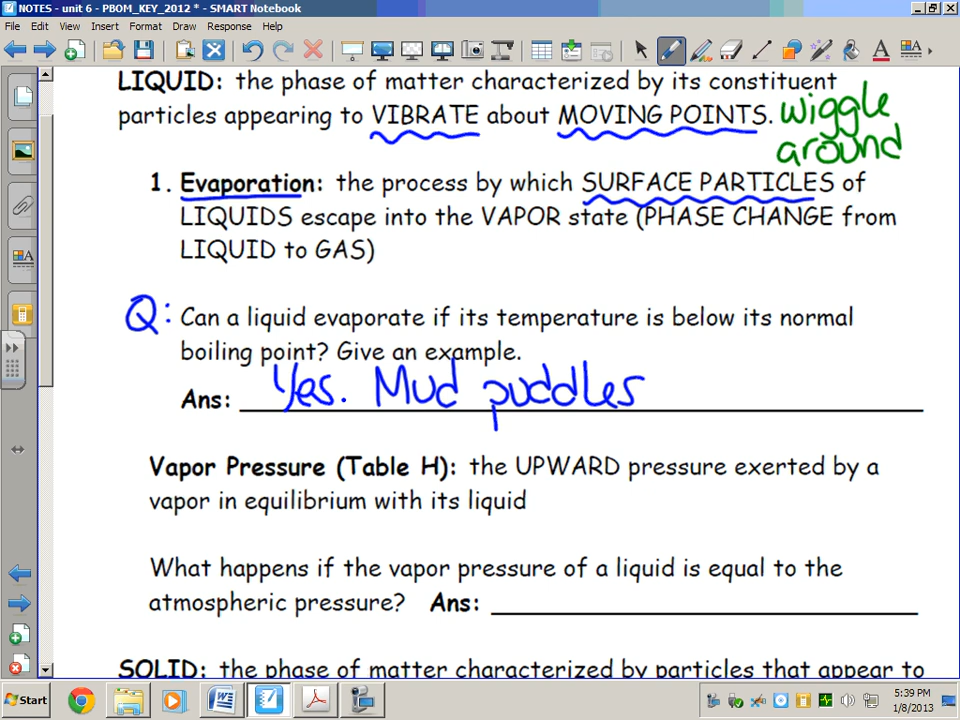 NOTES - unit 6 - PBOM_KEY_2012 * - SMART Notebook
File Edit View Insert Format Draw Response Help
LIQUID: the phase of matter characterized by its constituent
particles appearing to VIBRATE about MOVING POINTS. wiggle
around
1. Evaporation: the process by which SURFACE PARTICLES of
LIQUIDS escape into the VAPOR state (PHASE CHANGE from
LIQUID to GAS)
Q: Can a liquid evaporate if its temperature is below its normal
boiling point? Give an example.
Ans: Yes. Mud puddles
Vapor Pressure (Table H): the UPWARD pressure exerted by a
vapor in equilibrium with its liquid
What happens if the vapor pressure of a liquid is equal to the
atmospheric pressure? Ans:
SOLID: the phase of matter characterized by particles that appear to
Start
5:39 PM
1/8/2013